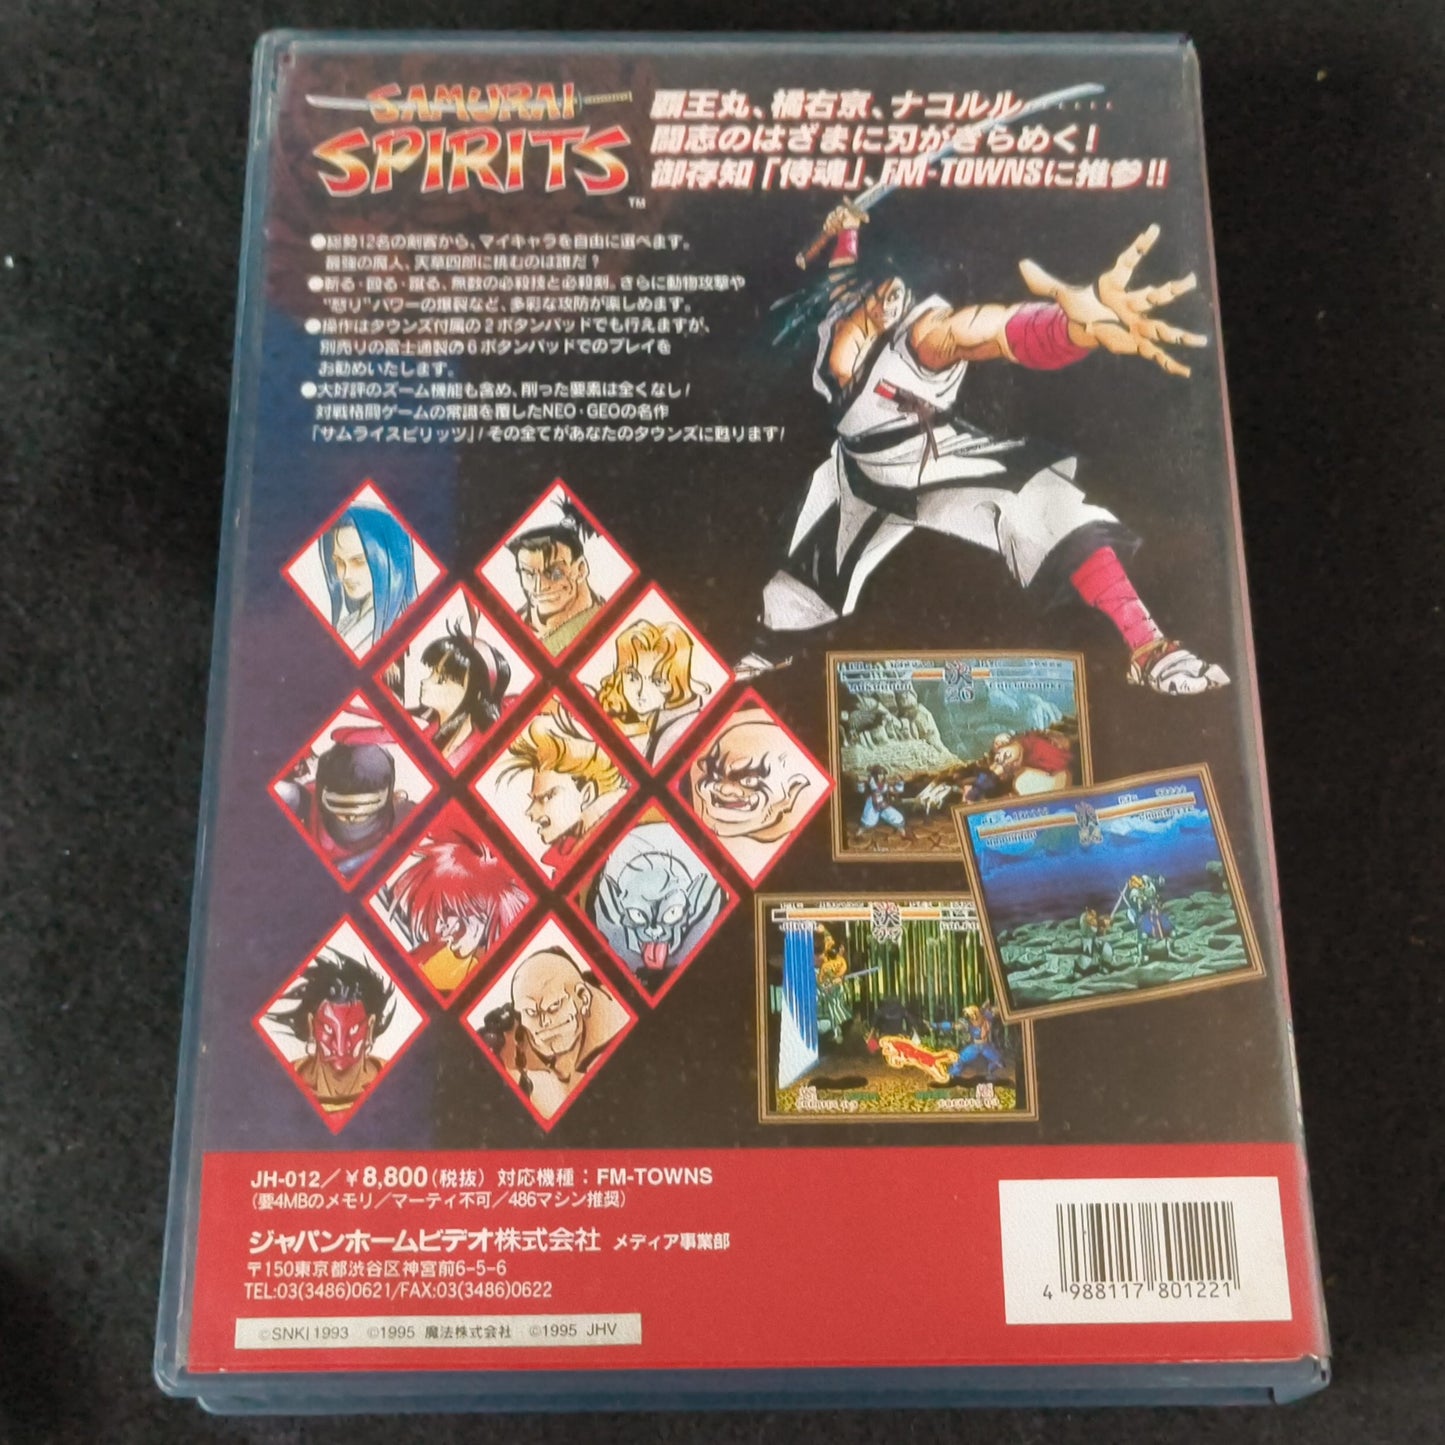 SAMURAI
SPIRITS
TM
覇王丸、橘右京、ナコルル……
闘志のはざまに刃がきらめく!
御存知「侍魂」、FM-TOWNSに推参!!
●総勢12名の剣客から、マイキャラを自由に選べます。
最強の魔人、天草四郎に挑むのは誰だ?
●斬る・殴る・蹴る、無数の必殺技と必殺剣。さらに動物攻撃や
“怒り”パワーの爆裂など、多彩な攻防が楽しめます。
●操作はタウンズ付属の2ボタンパッドでも行えますが、
別売りの富士通製の6ボタンパッドでのプレイを
お勧めいたします。
●大好評のズーム機能も含め、削った要素は全くなし!
対戦格闘ゲームの常識を覆したNEO・GEOの名作
「サムライスピリッツ」!その全てがあなたのタウンズに甦ります!
26
JH-012/¥8,800(税抜) 対応機種:FM-TOWNS
(要4MBのメモリ/マーティ不可/486マシン推奨)
ジャパンホームビデオ株式会社 メディア事業部
〒150東京都渋谷区神宮前6-5-6
TEL:03(3486)0621/FAX:03(3486)0622
©SNK 1993 ©1995 魔法株式会社 ©1995 JHV
4 988117 801221